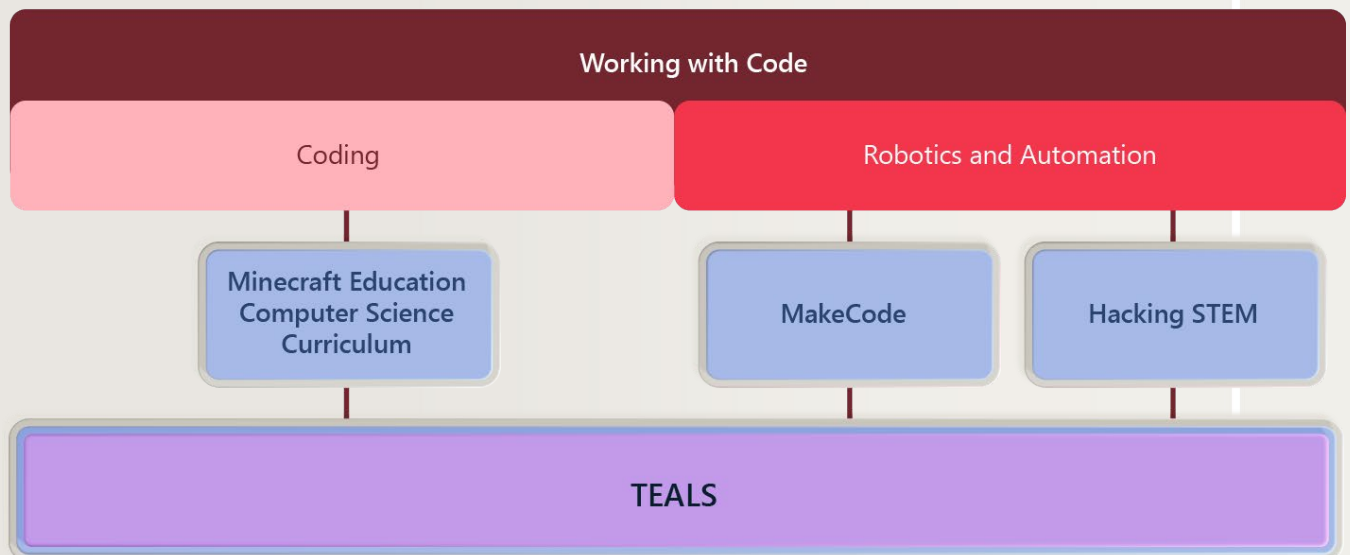 Working with Code
Coding
Robotics and Automation
Minecraft Education
Computer Science
Curriculum
MakeCode
Hacking STEM
TEALS